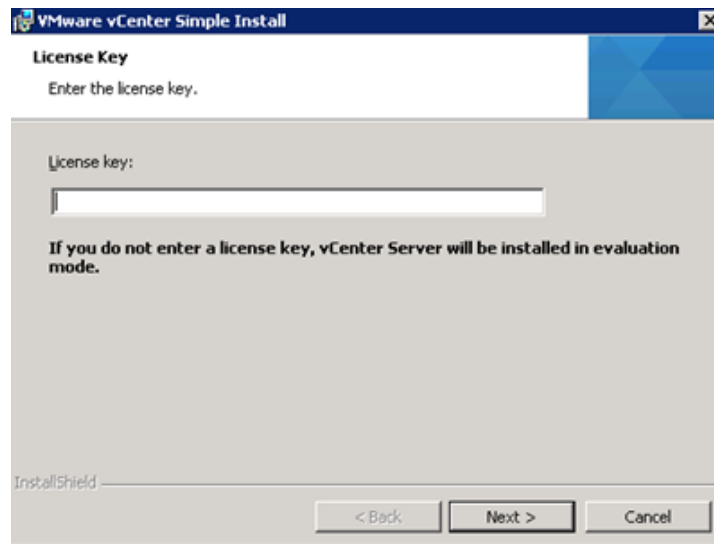 VMware vCenter Simple Install
License Key
Enter the license key.
License key:
If you do not enter a license key, vCenter Server will be installed in evaluation
mode.
InstallShield
< Back
Next >
Cancel